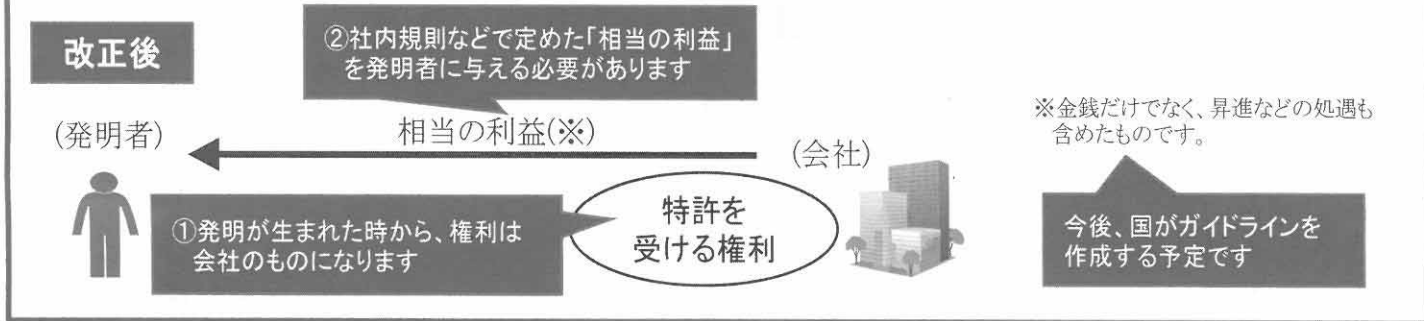 改正後
②社内規則などで定めた「相当の利益」
を発明者に与える必要があります
(発明者)
相当の利益(※)
(会社)
※金銭だけでなく、昇進などの処遇も
含めたものです。
①発明が生まれた時から、権利は
会社のものになります
特許を
受ける権利
今後、国がガイドラインを
作成する予定です